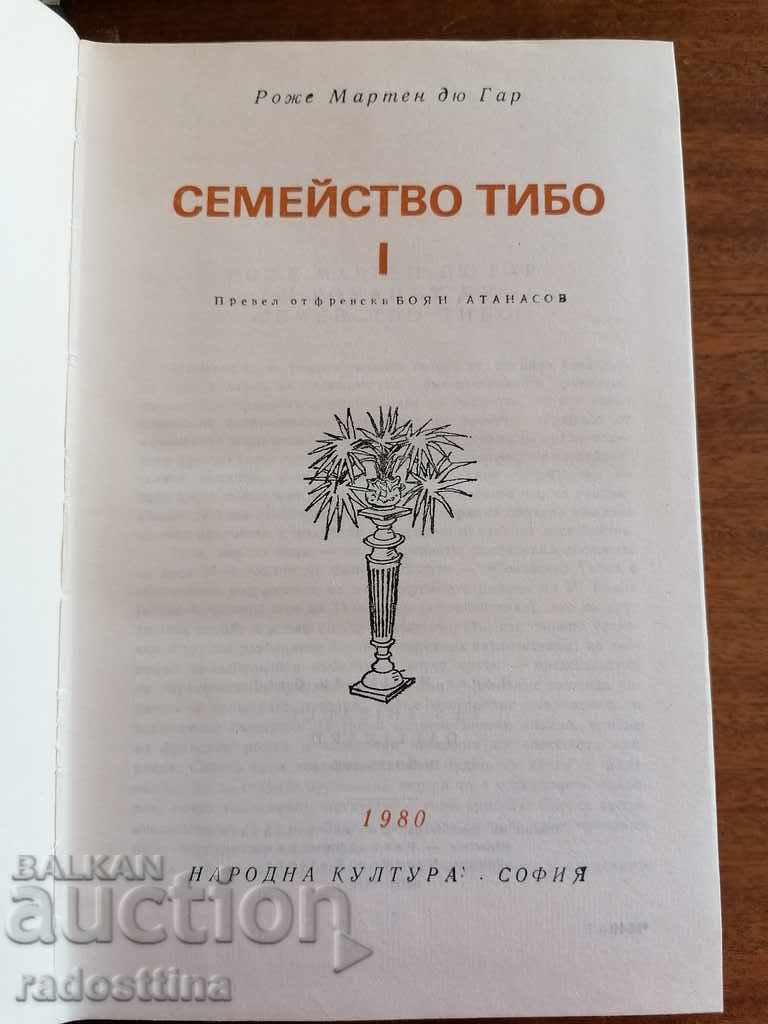 Роже Мартен дю Гар
СЕМЕЙСТВО ТИБО
I
Превел от френски БОЯН АТАНАСОВ
1980
НАРОДНА КУЛТУРА . СОФИЯ
BALKAN
auction
radosttina